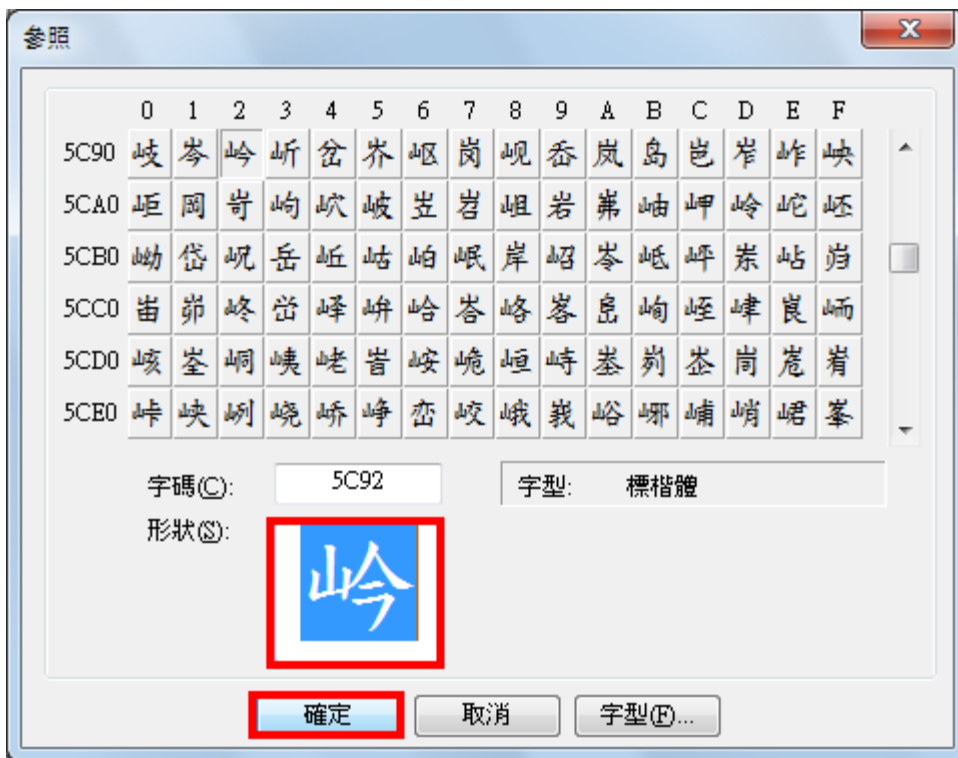 參照
0 1 2 3 4 5 6 7 8 9 A B C D E F
5C90 岐 岑 岒 岓 岔 岕 岖 岗 岘 岙 岚 岛 岜 岝 岞 岟
5CA0 岠 岡 岢 岣 岤 岥 岦 岧 岨 岩 岪 岫 岬 岭 岮 岯
5CB0 岰 岱 岲 岳 岴 岵 岶 岷 岸 岹 岺 岻 岼 岽 岾 岿
5CC0 峀 峁 峂 峃 峄 峅 峆 峇 峈 峉 峊 峋 峌 峍 峎 峏
5CD0 峐 峑 峒 峓 峔 峕 峖 峗 峘 峙 峚 峛 峜 峝 峞 峟
5CE0 峠 峡 峢 峣 峤 峥 峦 峧 峨 峩 峪 峫 峬 峭 峮 峯
字碼(C): 5C92 字型: 標楷體
形狀(S):
岒
確定 取消 字型(F)...